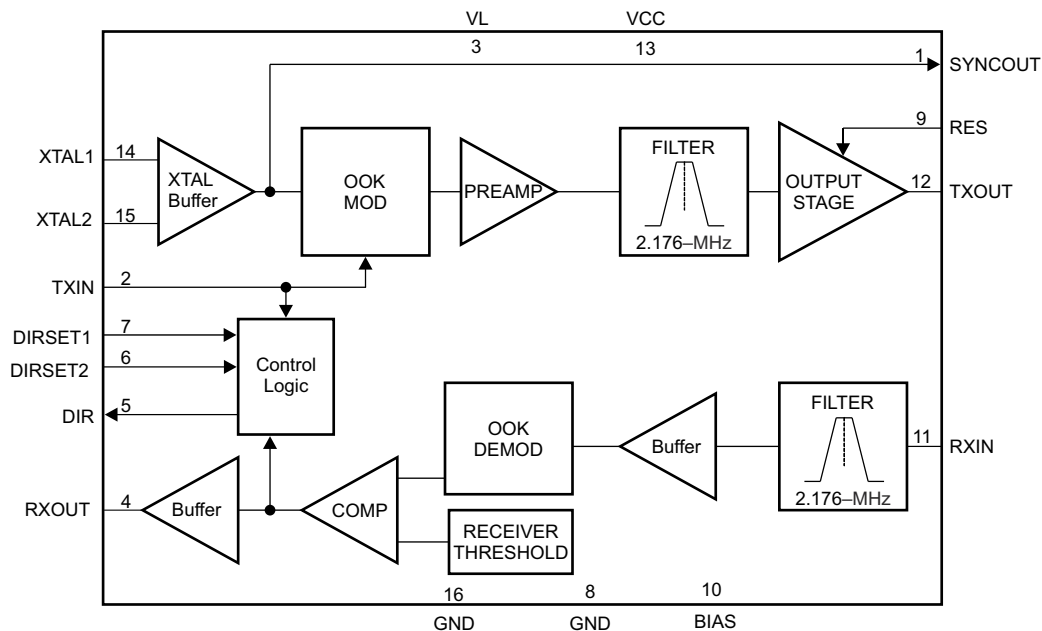 VL VCC
3 13
1 SYNCOUT
9 RES
XTAL1 14
XTAL Buffer
OOK MOD
PREAMP
FILTER
2.176–MHz
OUTPUT STAGE
12 TXOUT
XTAL2 15
TXIN 2
DIRSET1 7
DIRSET2 6
DIR 5
Control Logic
OOK DEMOD
Buffer
FILTER
2.176–MHz
11 RXIN
RXOUT 4
Buffer
COMP
RECEIVER THRESHOLD
16 8 10
GND GND BIAS